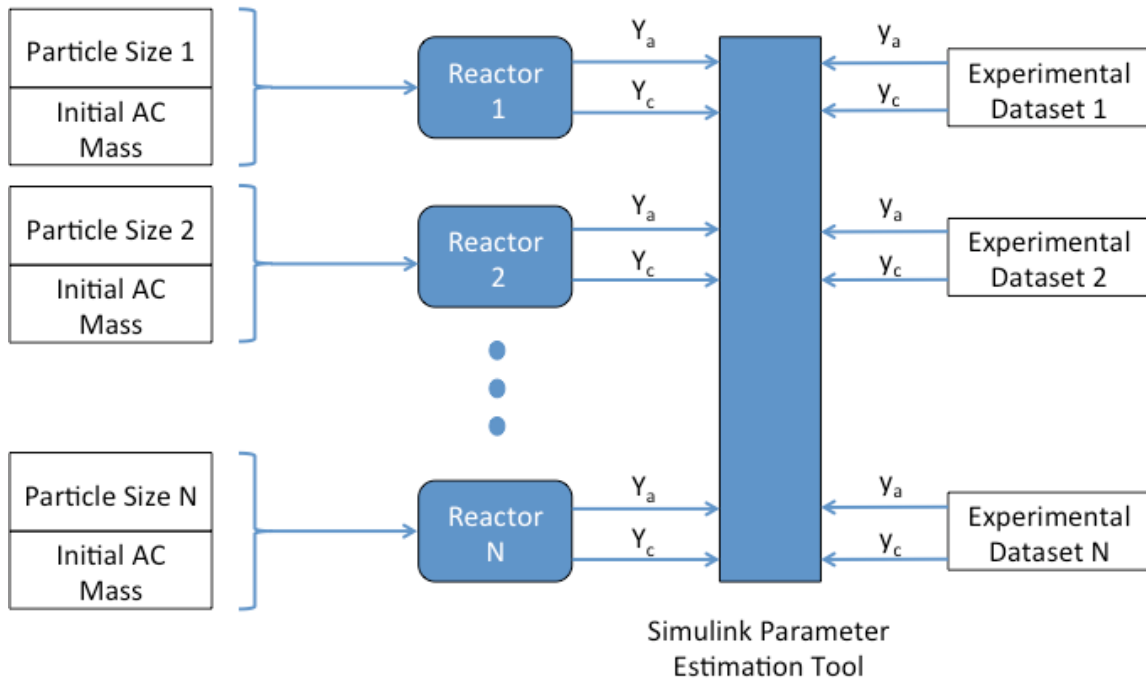 Particle Size 1
Initial AC
Mass
Reactor
1
Ya
Yc
ya
yc
Experimental
Dataset 1
Particle Size 2
Initial AC
Mass
Reactor
2
Ya
Yc
ya
yc
Experimental
Dataset 2
Particle Size N
Initial AC
Mass
Reactor
N
Ya
Yc
ya
yc
Experimental
Dataset N
Simulink Parameter
Estimation Tool